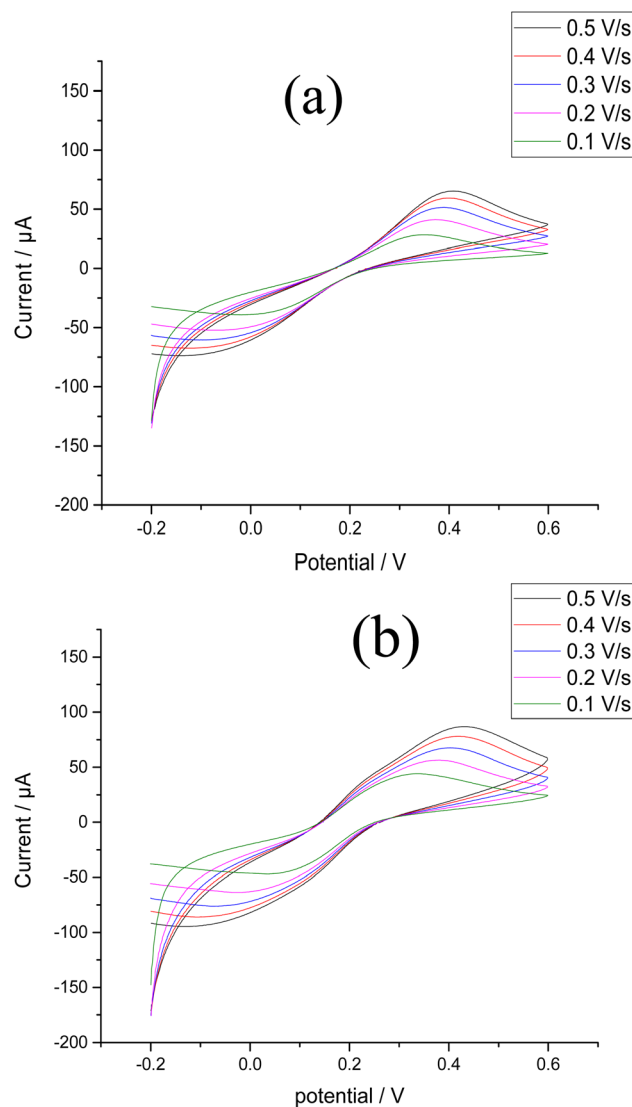 0.5 V/s
0.4 V/s
0.3 V/s
0.2 V/s
0.1 V/s
(a)
150
100
50
0
-50
-100
-150
-200
Current / µA
-0.2 0.0 0.2 0.4 0.6
Potential / V
0.5 V/s
0.4 V/s
0.3 V/s
0.2 V/s
0.1 V/s
(b)
150
100
50
0
-50
-100
-150
-200
Current / µA
-0.2 0.0 0.2 0.4 0.6
potential / V